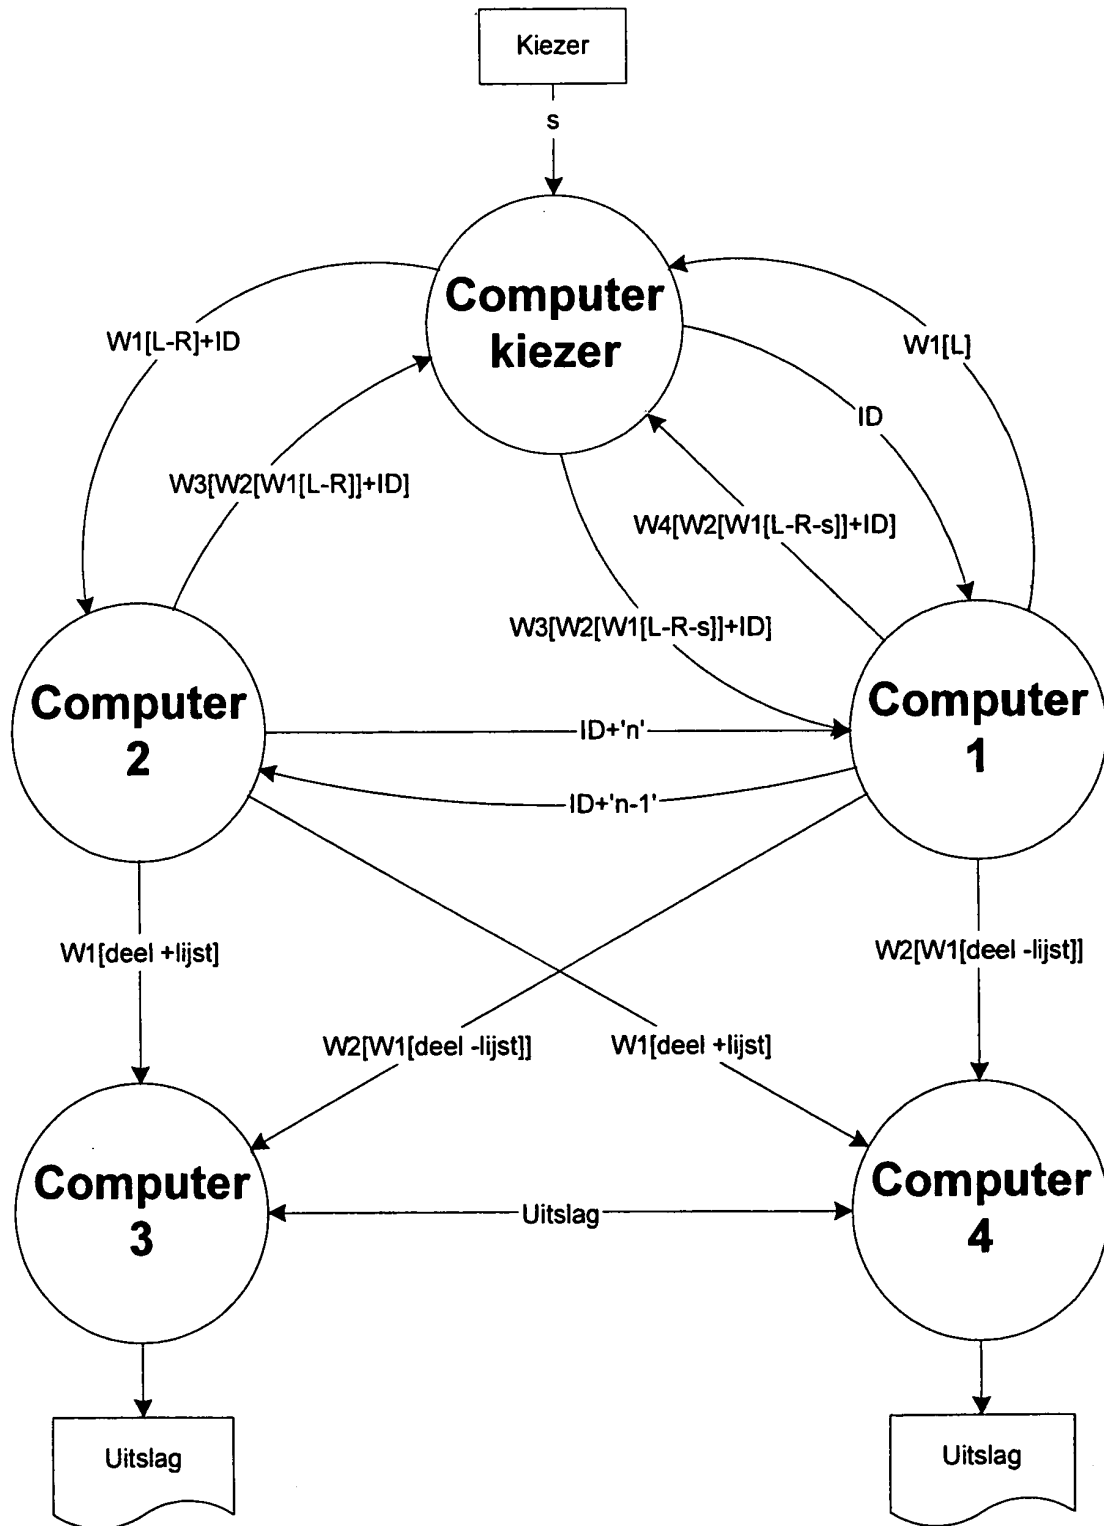 Kiezer
s
Computer
kiezer
W1[L-R]+ID
W1[L]
ID
W3[W2[W1[L-R]]+ID]
W4[W2[W1[L-R-s]]+ID]
W3[W2[W1[L-R-s]]+ID]
Computer
2
Computer
1
ID+'n'
ID+'n-1'
W1[deel +lijst]
W2[W1[deel -lijst]]
W2[W1[deel -lijst]]
W1[deel +lijst]
Computer
3
Computer
4
Uitslag
Uitslag
Uitslag